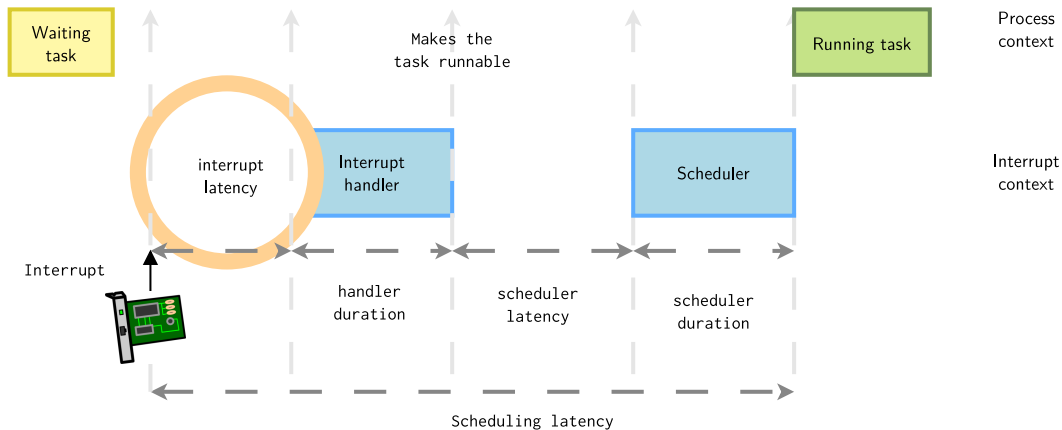 Waiting
task
Makes the
task runnable
Running task
Process
context
interrupt
latency
Interrupt
handler
Scheduler
Interrupt
context
Interrupt
handler
duration
scheduler
latency
scheduler
duration
Scheduling latency